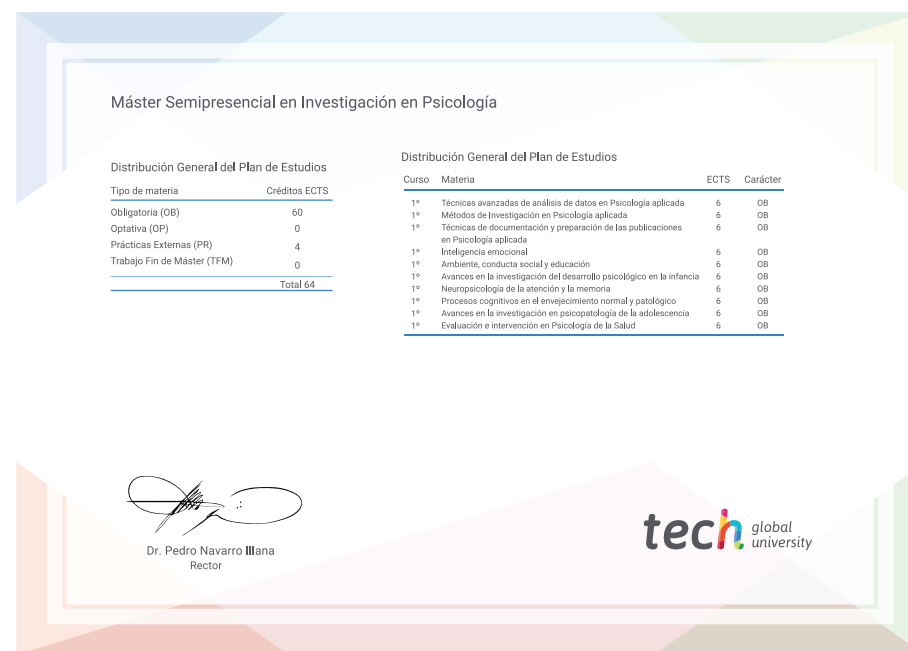 Máster Semipresencial en Investigación en Psicología
Distribución General del Plan de Estudios
Tipo de materia Créditos ECTS
Obligatoria (OB) 60
Optativa (OP) 0
Prácticas Externas (PR) 4
Trabajo Fin de Máster (TFM) 0
Total 64
Distribución General del Plan de Estudios
Curso Materia ECTS Carácter
1º Técnicas avanzadas de análisis de datos en Psicología aplicada 6 OB
1º Métodos de Investigación en Psicología aplicada 6 OB
1º Técnicas de documentación y preparación de las publicaciones 6 OB
en Psicología aplicada
1º Inteligencia emocional 6 OB
1º Ambiente, conducta social y educación 6 OB
1º Avances en la investigación del desarrollo psicológico en la infancia 6 OB
1º Neuropsicología de la atención y la memoria 6 OB
1º Procesos cognitivos en el envejecimiento normal y patológico 6 OB
1º Avances en la investigación en psicopatología de la adolescencia 6 OB
1º Evaluación e intervención en Psicología de la Salud 6 OB
Dr. Pedro Navarro Illana
Rector
tech global
university